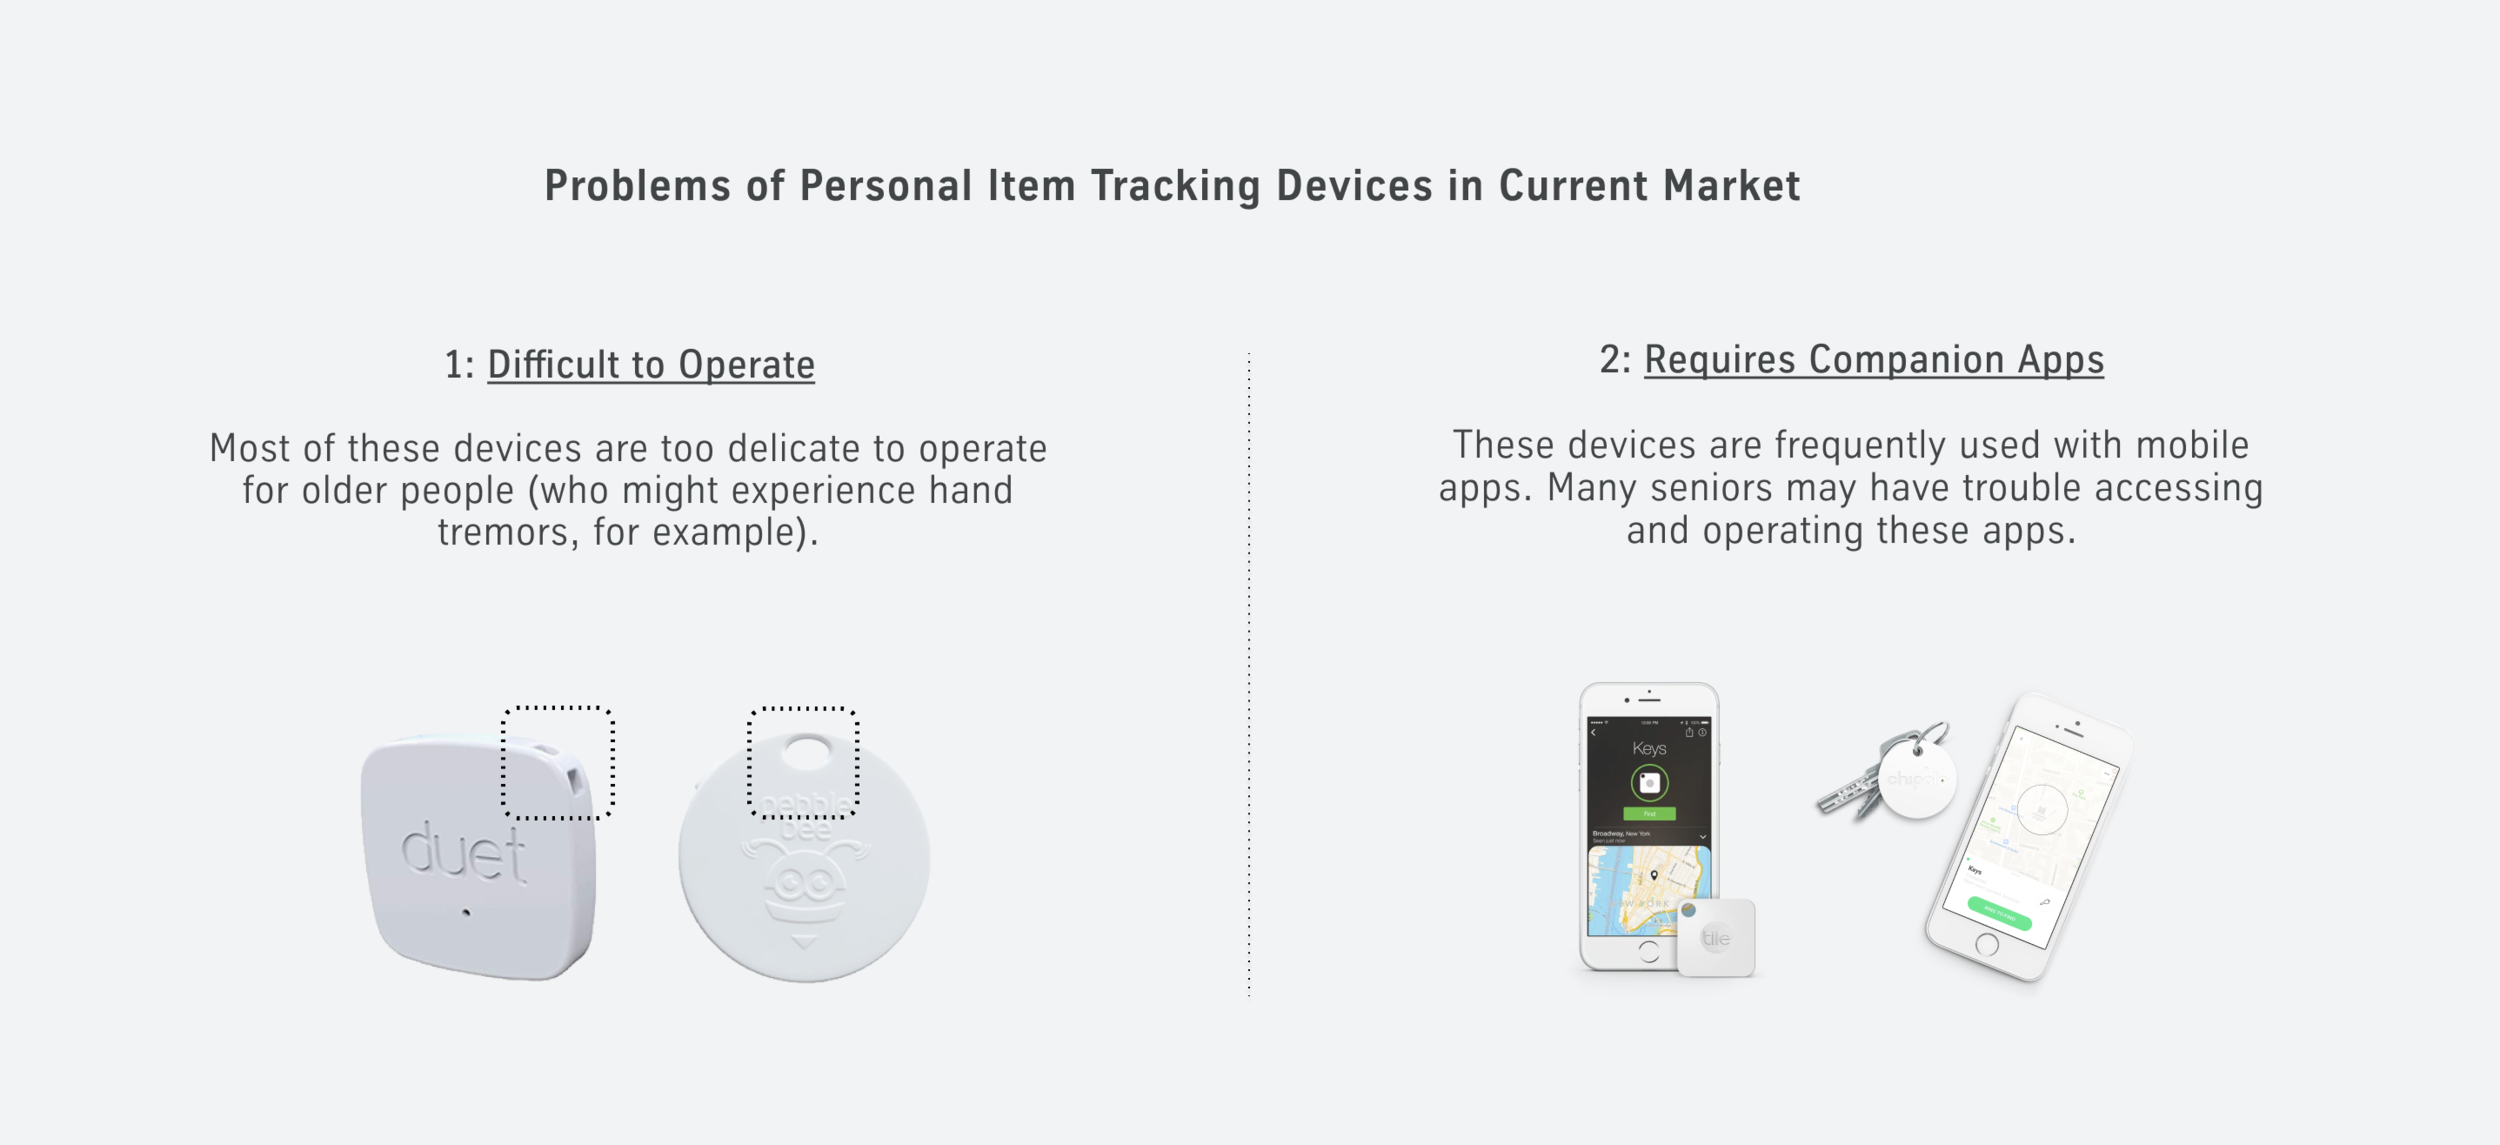 Problems of Personal Item Tracking Devices in Current Market
1: Difficult to Operate
Most of these devices are too delicate to operate
for older people (who might experience hand
tremors, for example).
duet
pebble
bee
2: Requires Companion Apps
These devices are frequently used with mobile
apps. Many seniors may have trouble accessing
and operating these apps.
Keys
Find
Broadway, New York
Seen just now
tile
chipolo
Keys